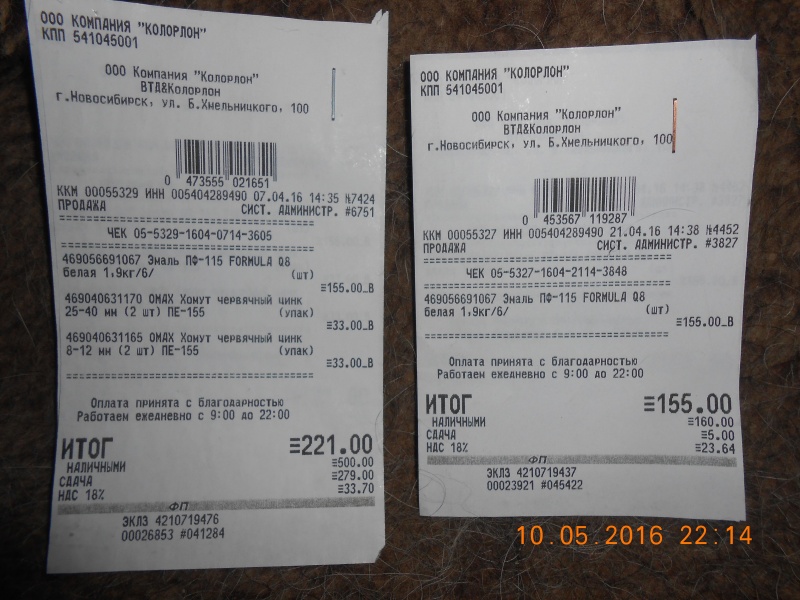 ООО КОМПАНИЯ "КОЛОРЛОН"
КПП 541045001
ООО Компания "Колорлон"
ВТД&Колорлон
г.Новосибирск, ул. Б.Хмельницкого, 100
0 473555 021651
ККМ 00055329 ИНН 005404289490 07.04.16 14:35 №7424
ПРОДАЖА СИСТ. АДМИНИСТР. #6751
ЧЕК 05-5329-1604-0714-3605
469056691067 Эмаль ПФ-115 FORMULA Q8
белая 1,9кг/6/ (шт)
≡155.00_В
469040631170 OMAX Хомут червячный цинк
25-40 мм (2 шт) ПЕ-155 (упак)
≡33.00_В
469040631165 OMAX Хомут червячный цинк
8-12 мм (2 шт) ПЕ-155 (упак)
≡33.00_В
Оплата принята с благодарностью
Работаем ежедневно с 9:00 до 22:00
ИТОГ ≡221.00
НАЛИЧНЫМИ ≡500.00
СДАЧА ≡279.00
НДС 18% ≡33.70
ФП
ЭКЛЗ 4210719476
00026853 #041284
ООО КОМПАНИЯ "КОЛОРЛОН"
КПП 541045001
ООО Компания "Колорлон"
ВТД&Колорлон
г.Новосибирск, ул. Б.Хмельницкого, 100
0 453567 119287
ККМ 00055327 ИНН 005404289490 21.04.16 14:38 №4452
ПРОДАЖА СИСТ. АДМИНИСТР. #3827
ЧЕК 05-5327-1604-2114-3848
469056691067 Эмаль ПФ-115 FORMULA Q8
белая 1,9кг/6/ (шт)
≡155.00_В
Оплата принята с благодарностью
Работаем ежедневно с 9:00 до 22:00
ИТОГ ≡155.00
НАЛИЧНЫМИ ≡160.00
СДАЧА ≡5.00
НДС 18% ≡23.64
ФП
ЭКЛЗ 4210719437
00023921 #045422
10.05.2016 22:14